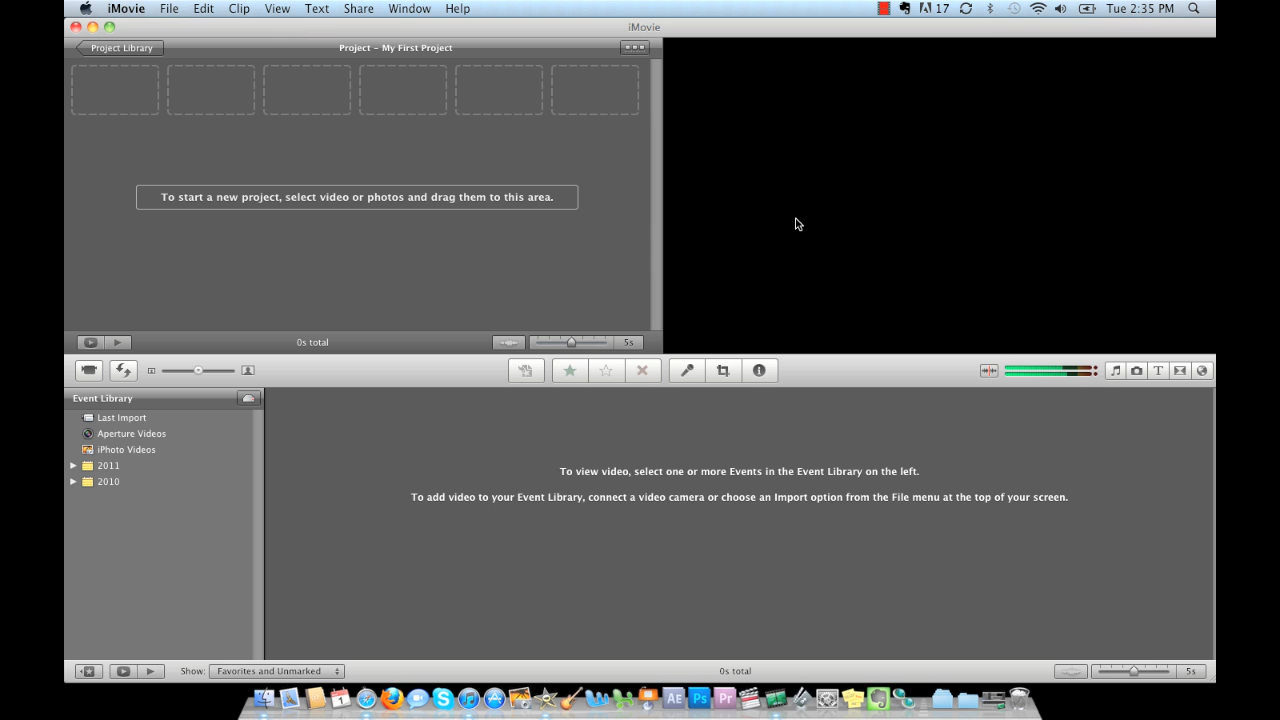 iMovie File Edit Clip View Text Share Window Help 17 Tue 2:35 PM
iMovie
Project Library Project - My First Project
To start a new project, select video or photos and drag them to this area.
0s total 5s
Event Library
Last Import
Aperture Videos
iPhoto Videos
2011
2010
To view video, select one or more Events in the Event Library on the left.
To add video to your Event Library, connect a video camera or choose an Import option from the File menu at the top of your screen.
Show: Favorites and Unmarked 0s total 5s
AE Ps Pr